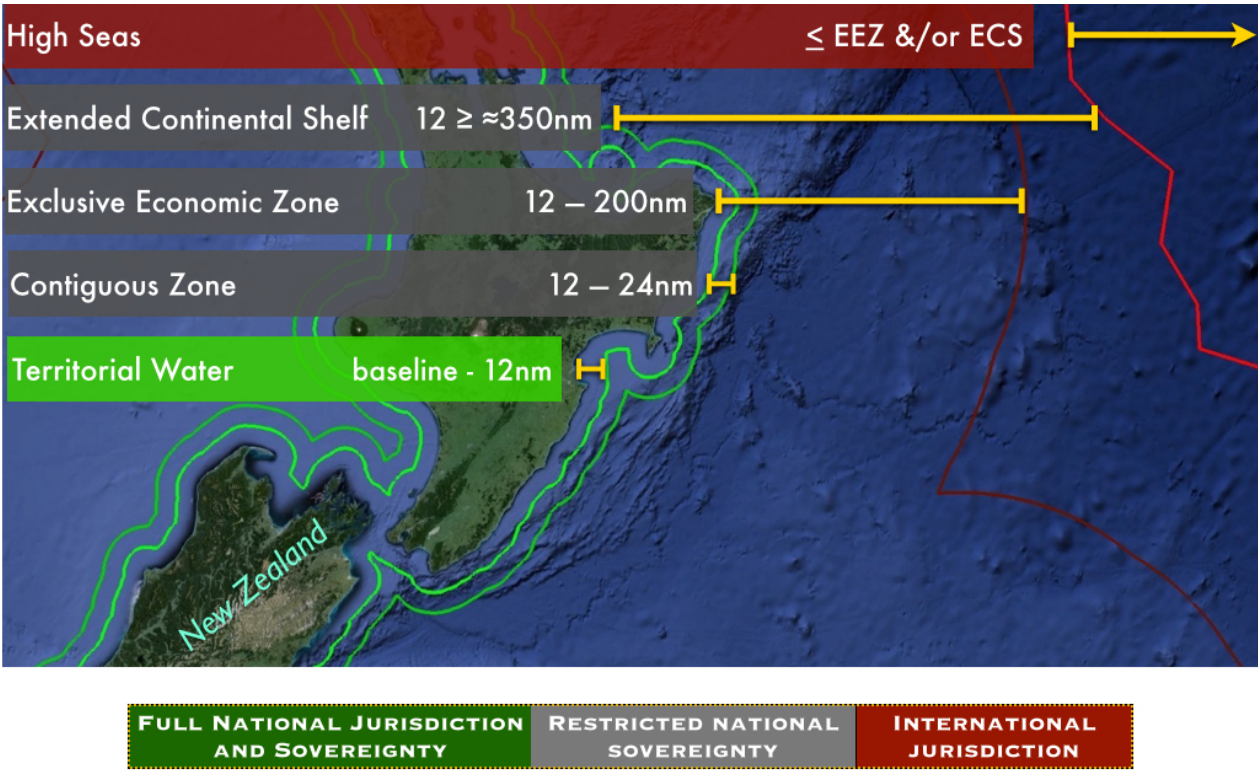 High Seas ≤ EEZ &/or ECS
Extended Continental Shelf 12 ≥ ≈350nm
Exclusive Economic Zone 12 – 200nm
Contiguous Zone 12 – 24nm
Territorial Water baseline - 12nm
New Zealand
FULL NATIONAL JURISDICTION
AND SOVEREIGNTY
RESTRICTED NATIONAL
SOVEREIGNTY
INTERNATIONAL
JURISDICTION